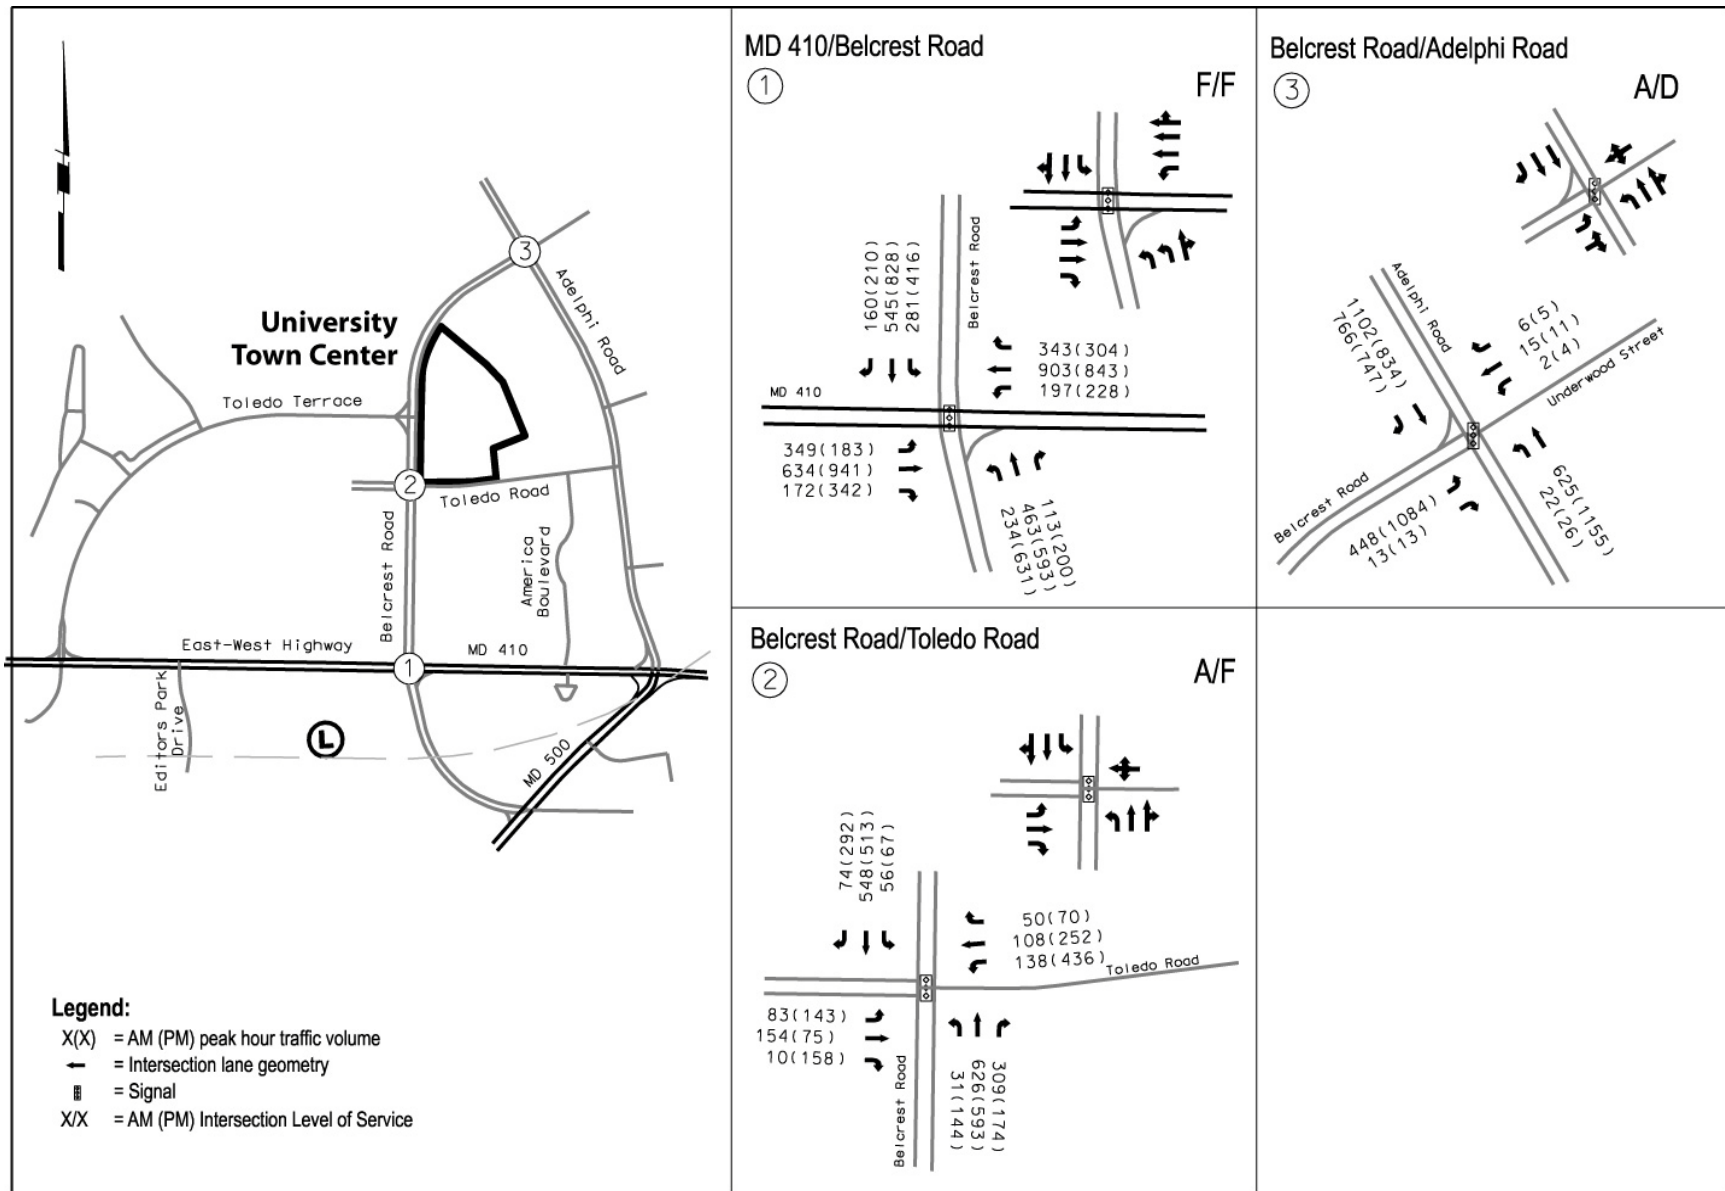 University
Town Center
Toledo Terrace
Adelphi Road
3
2
Toledo Road
Belcrest Road
America
Boulevard
East-West Highway
MD 410
1
Editors Park
Drive
L
MD 500
Legend:
X(X) = AM (PM) peak hour traffic volume
= Intersection lane geometry
= Signal
X/X = AM (PM) Intersection Level of Service
MD 410/Belcrest Road
1
F/F
160(210)
545(828)
281(416)
Belcrest Road
343(304)
903(843)
197(228)
MD 410
349(183)
634(941)
172(342)
113(200)
463(593)
234(631)
Belcrest Road/Adelphi Road
3
A/D
Adelphi Road
1102(834)
766(747)
6(5)
15(11)
2(4)
Underwood Street
Belcrest Road
448(1084)
13(13)
625(1155)
22(26)
Belcrest Road/Toledo Road
2
A/F
74(292)
548(513)
56(67)
50(70)
108(252)
138(436)
Toledo Road
83(143)
154(75)
10(158)
Belcrest Road
309(174)
626(593)
31(144)